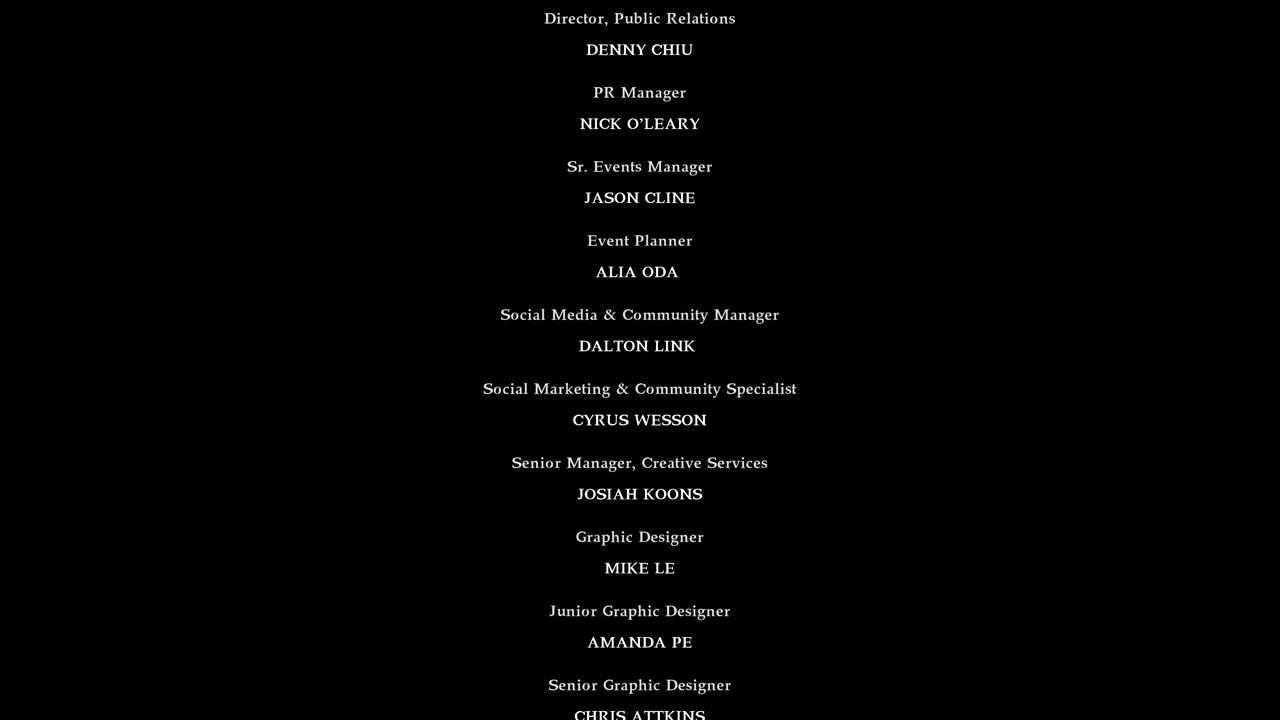 Director, Public Relations
DENNY CHIU
PR Manager
NICK O’LEARY
Sr. Events Manager
JASON CLINE
Event Planner
ALIA ODA
Social Media & Community Manager
DALTON LINK
Social Marketing & Community Specialist
CYRUS WESSON
Senior Manager, Creative Services
JOSIAH KOONS
Graphic Designer
MIKE LE
Junior Graphic Designer
AMANDA PE
Senior Graphic Designer
CHRIS ATTKINS